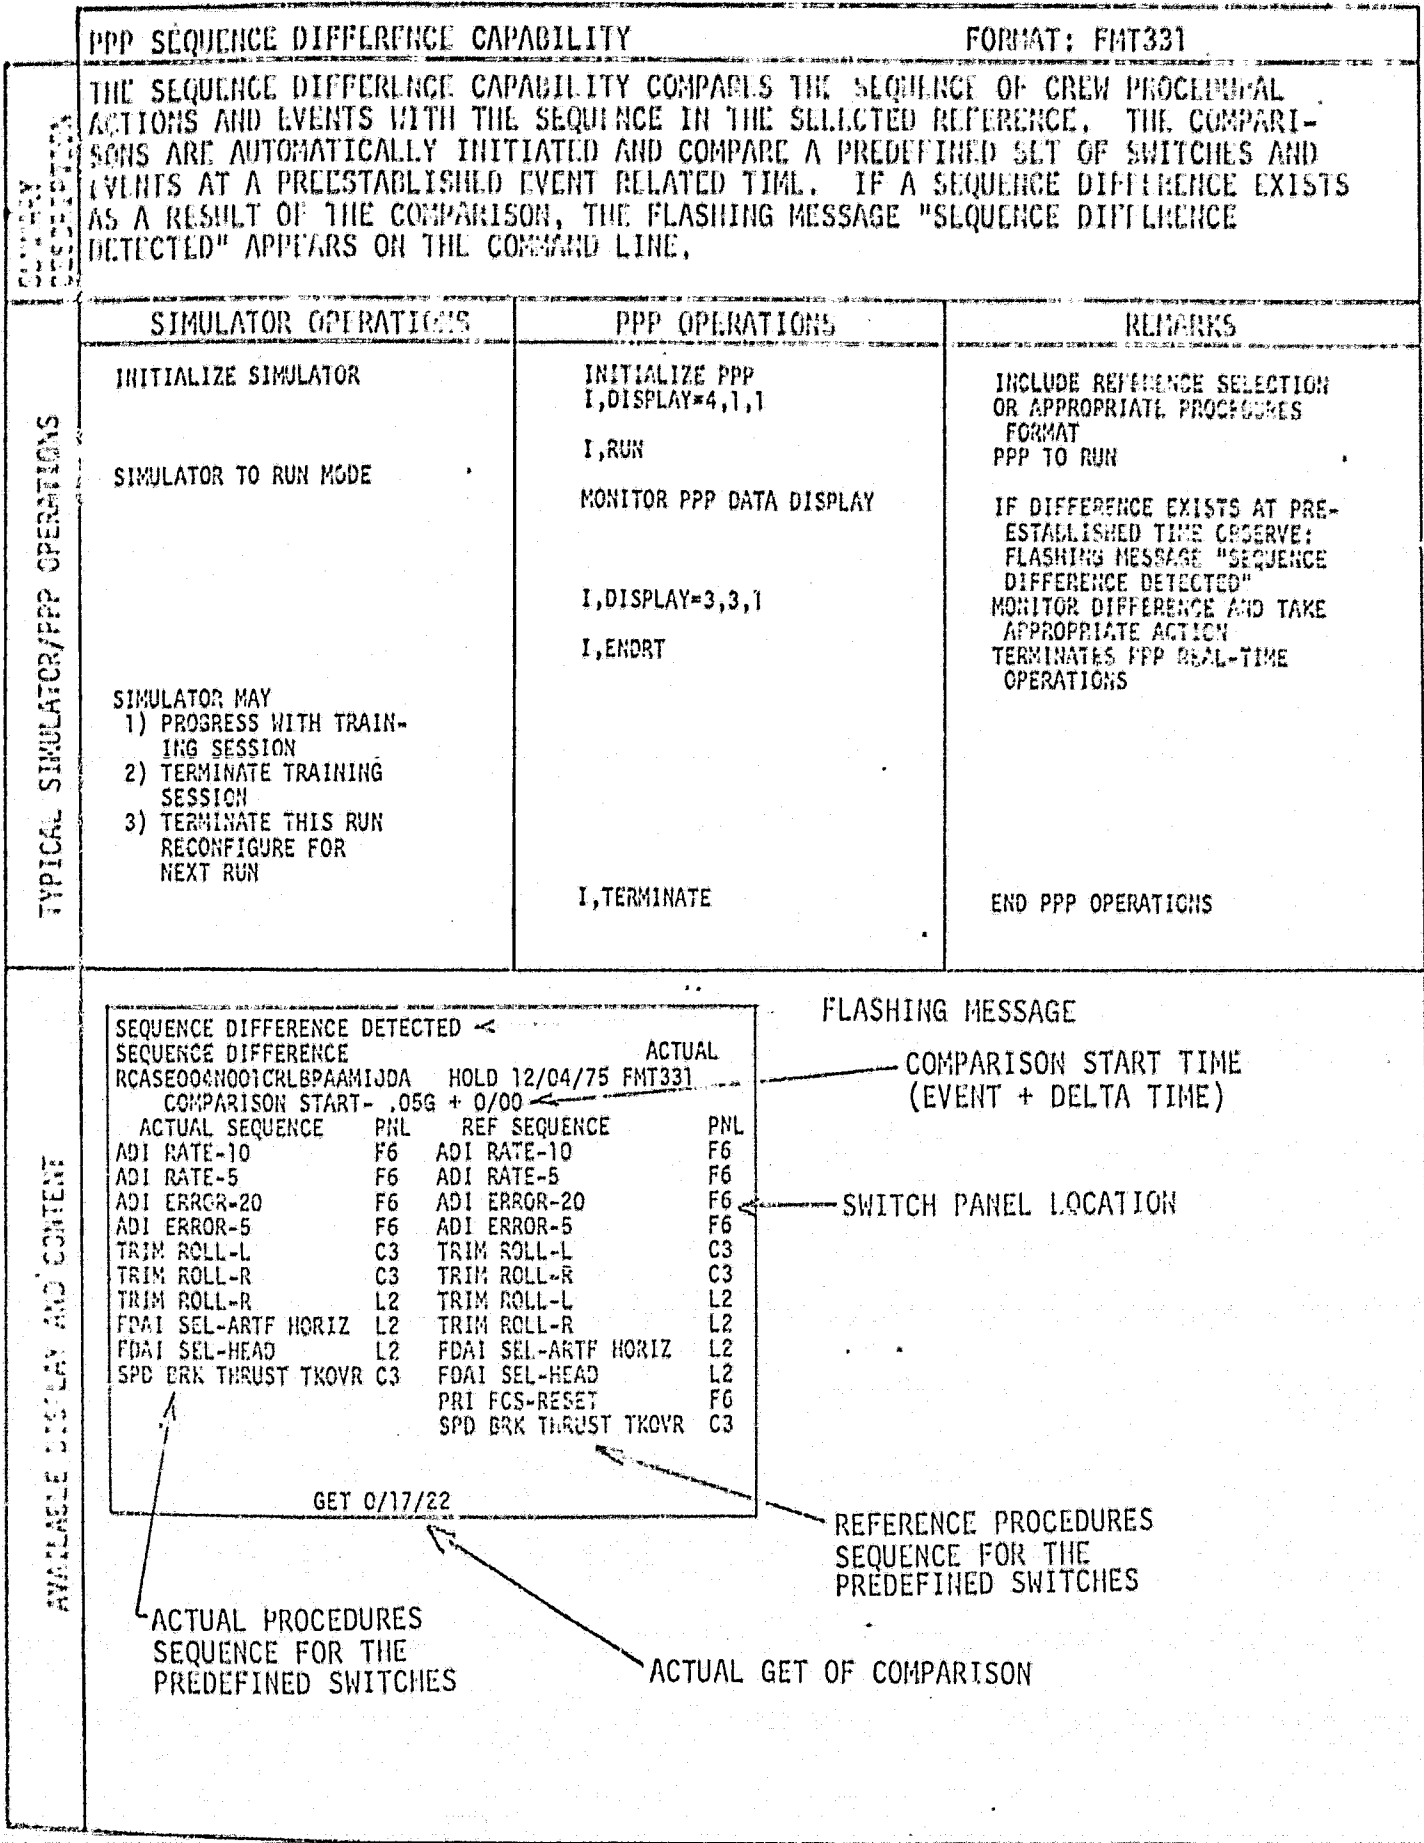 PPP SEQUENCE DIFFERENCE CAPABILITY FORMAT: FMT331
THE SEQUENCE DIFFERENCE CAPABILITY COMPARES THE SEQUENCE OF CREW PROCEDURAL
ACTIONS AND EVENTS WITH THE SEQUENCE IN THE SELECTED REFERENCE. THE COMPARI-
SONS ARE AUTOMATICALLY INITIATED AND COMPARE A PREDEFINED SET OF SWITCHES AND
EVENTS AT A PREESTABLISHED EVENT RELATED TIME. IF A SEQUENCE DIFFERENCE EXISTS
AS A RESULT OF THE COMPARISON, THE FLASHING MESSAGE "SEQUENCE DIFFERENCE
DETECTED" APPEARS ON THE COMMAND LINE.
SUMMARY
DESCRIPTION
TYPICAL SIMULATOR/PPP OPERATIONS
SIMULATOR OPERATIONS
INITIALIZE SIMULATOR
SIMULATOR TO RUN MODE
SIMULATOR MAY
1) PROGRESS WITH TRAIN-
ING SESSION
2) TERMINATE TRAINING
SESSION
3) TERMINATE THIS RUN
RECONFIGURE FOR
NEXT RUN
PPP OPERATIONS
INITIALIZE PPP
I,DISPLAY=4,1,1
I,RUN
MONITOR PPP DATA DISPLAY
I,DISPLAY=3,3,1
I,ENDRT
I,TERMINATE
REMARKS
INCLUDE REFERENCE SELECTION
OR APPROPRIATE PROCEDURES
FORMAT
PPP TO RUN
IF DIFFERENCE EXISTS AT PRE-
ESTABLISHED TIME OBSERVE:
FLASHING MESSAGE "SEQUENCE
DIFFERENCE DETECTED"
MONITOR DIFFERENCE AND TAKE
APPROPRIATE ACTION
TERMINATES PPP REAL-TIME
OPERATIONS
END PPP OPERATIONS
AVAILABLE DISPLAY AND CONTENT
SEQUENCE DIFFERENCE DETECTED
SEQUENCE DIFFERENCE ACTUAL
RCASE004N001CRLBPAAMIJDA HOLD 12/04/75 FMT331
COMPARISON START- .05G + 0/00
ACTUAL SEQUENCE PNL REF SEQUENCE PNL
ADI RATE-10 F6 ADI RATE-10 F6
ADI RATE-5 F6 ADI RATE-5 F6
ADI ERROR-20 F6 ADI ERROR-20 F6
ADI ERROR-5 F6 ADI ERROR-5 F6
TRIM ROLL-L C3 TRIM ROLL-L C3
TRIM ROLL-R C3 TRIM ROLL-R C3
TRIM ROLL-R L2 TRIM ROLL-L L2
FDAI SEL-ARTF HORIZ L2 TRIM ROLL-R L2
FDAI SEL-HEAD L2 FDAI SEL-ARTF HORIZ L2
SPD BRK THRUST TKOVR C3 FDAI SEL-HEAD L2
PRI FCS-RESET F6
SPD BRK THRUST TKOVR C3
GET 0/17/22
FLASHING MESSAGE
COMPARISON START TIME
(EVENT + DELTA TIME)
SWITCH PANEL LOCATION
REFERENCE PROCEDURES
SEQUENCE FOR THE
PREDEFINED SWITCHES
ACTUAL PROCEDURES
SEQUENCE FOR THE
PREDEFINED SWITCHES
ACTUAL GET OF COMPARISON